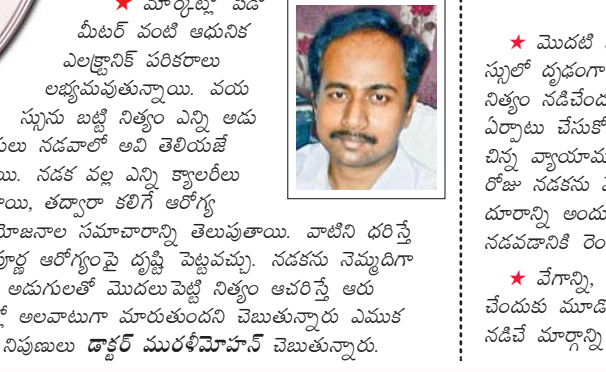 ★ మార్కెట్లో పెడో
మీటర్ వంటి ఆధునిక
ఎలక్ట్రానిక్ పరికరాలు
లభ్యమవుతున్నాయి. వయ
స్సును బట్టి నిత్యం ఎన్ని అడు
గులు నడవాలో అవి తెలియజే
యి. నడక వల్ల ఎన్ని క్యాలరీలు
తాయి, తద్వారా కలిగే ఆరోగ్య
యోజనాల సమాచారాన్ని తెలుపుతాయి. వాటిని ధరిస్తే
పూర్ణ ఆరోగ్యంపై దృష్టి పెట్టవచ్చు. నడకను నెమ్మదిగా
అడుగులతో మొదలుపెట్టి నిత్యం ఆచరిస్తే ఆరు
ల్లో అలవాటుగా మారుతుందని చెబుతున్నారు ఎముక
నిపుణులు డాక్టర్ మురళీమోహన్ చెబుతున్నారు.
★ మొదటి
స్సులో దృఢంగా
నిత్యం నడిచేందు
ఏర్పాటు చేసుకో
చిన్న వ్యాయామ
రోజు నడకను
దూరాన్ని అందు
నడవడానికి రెం
★ వేగాన్ని,
చేందుకు మూడ
నడిచే మార్గాన్ని